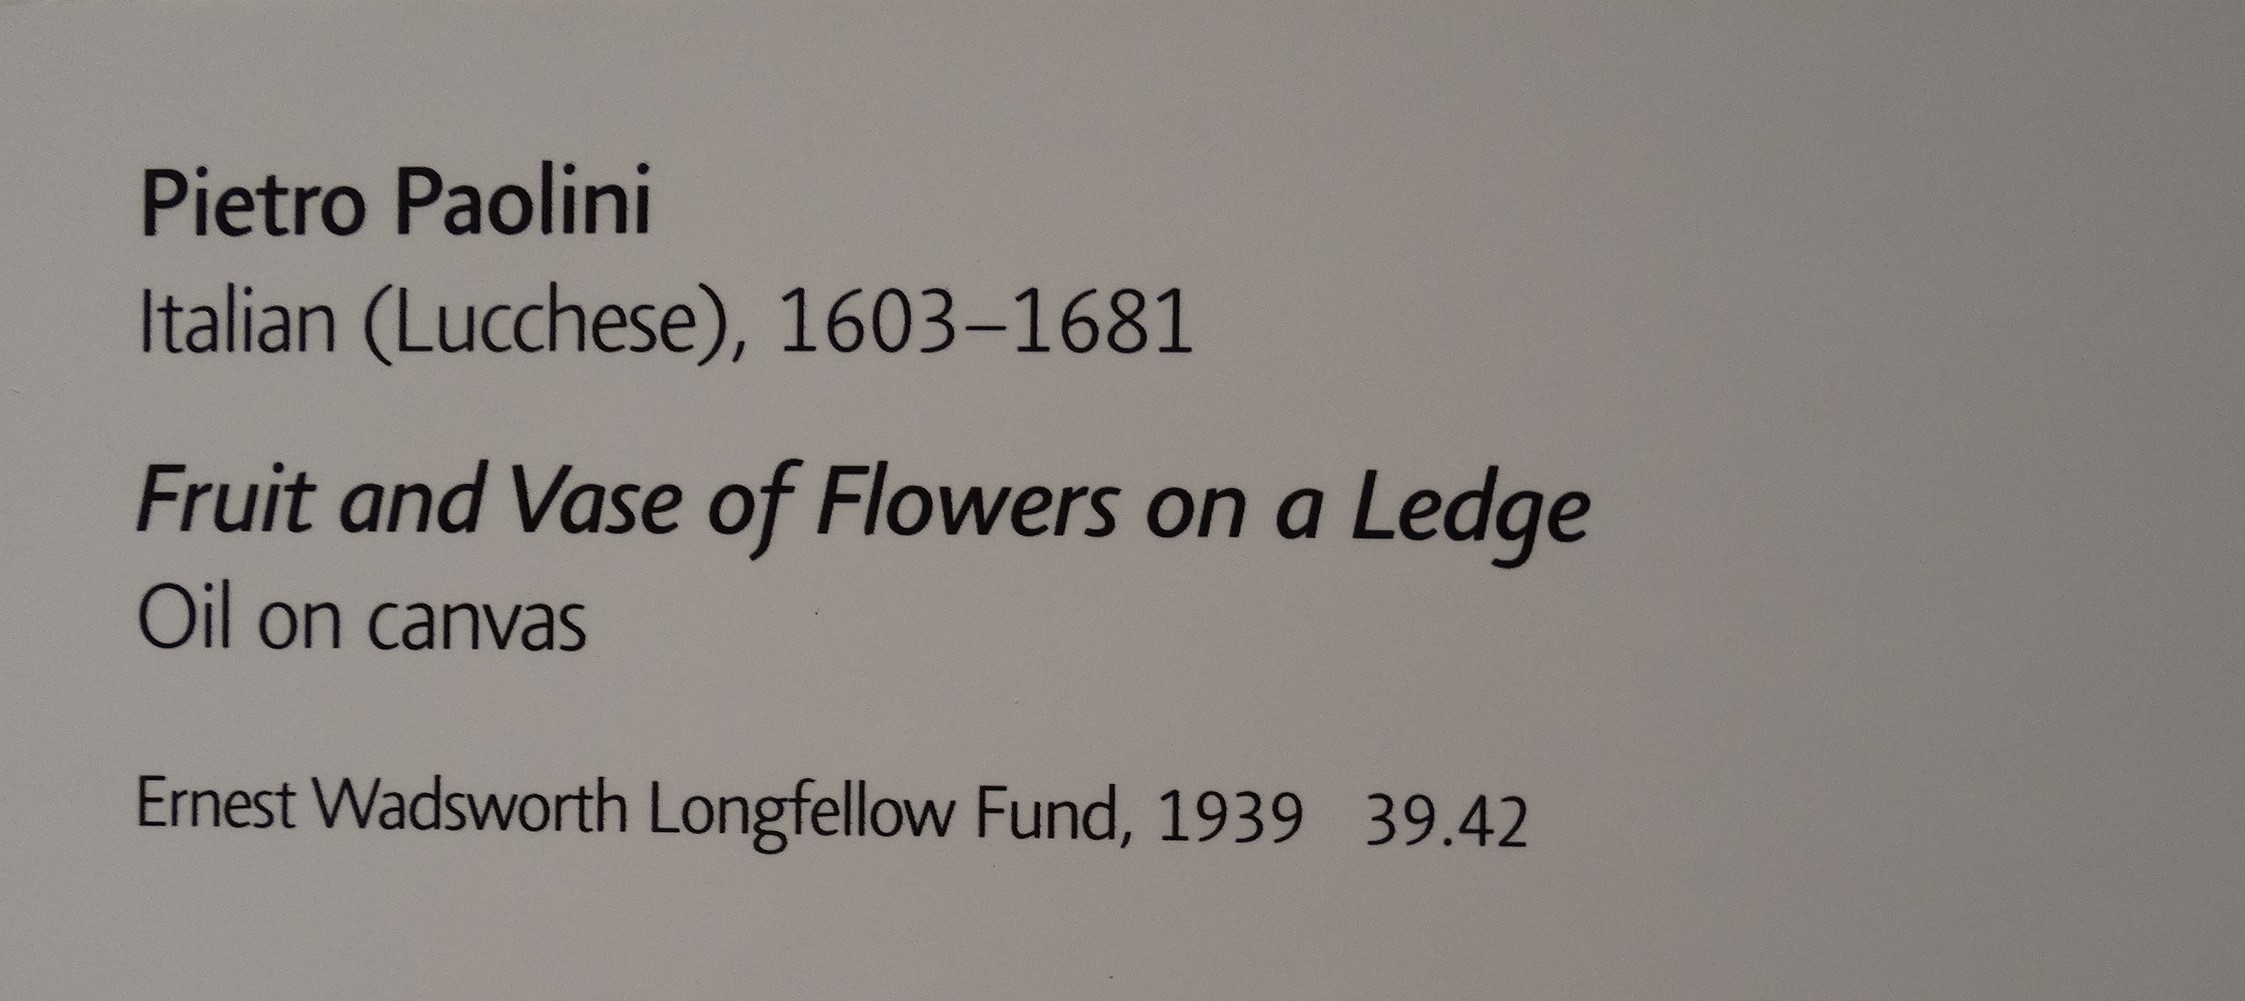 Pietro Paolini
Italian (Lucchese), 1603–1681
Fruit and Vase of Flowers on a Ledge
Oil on canvas
Ernest Wadsworth Longfellow Fund, 1939 39.42